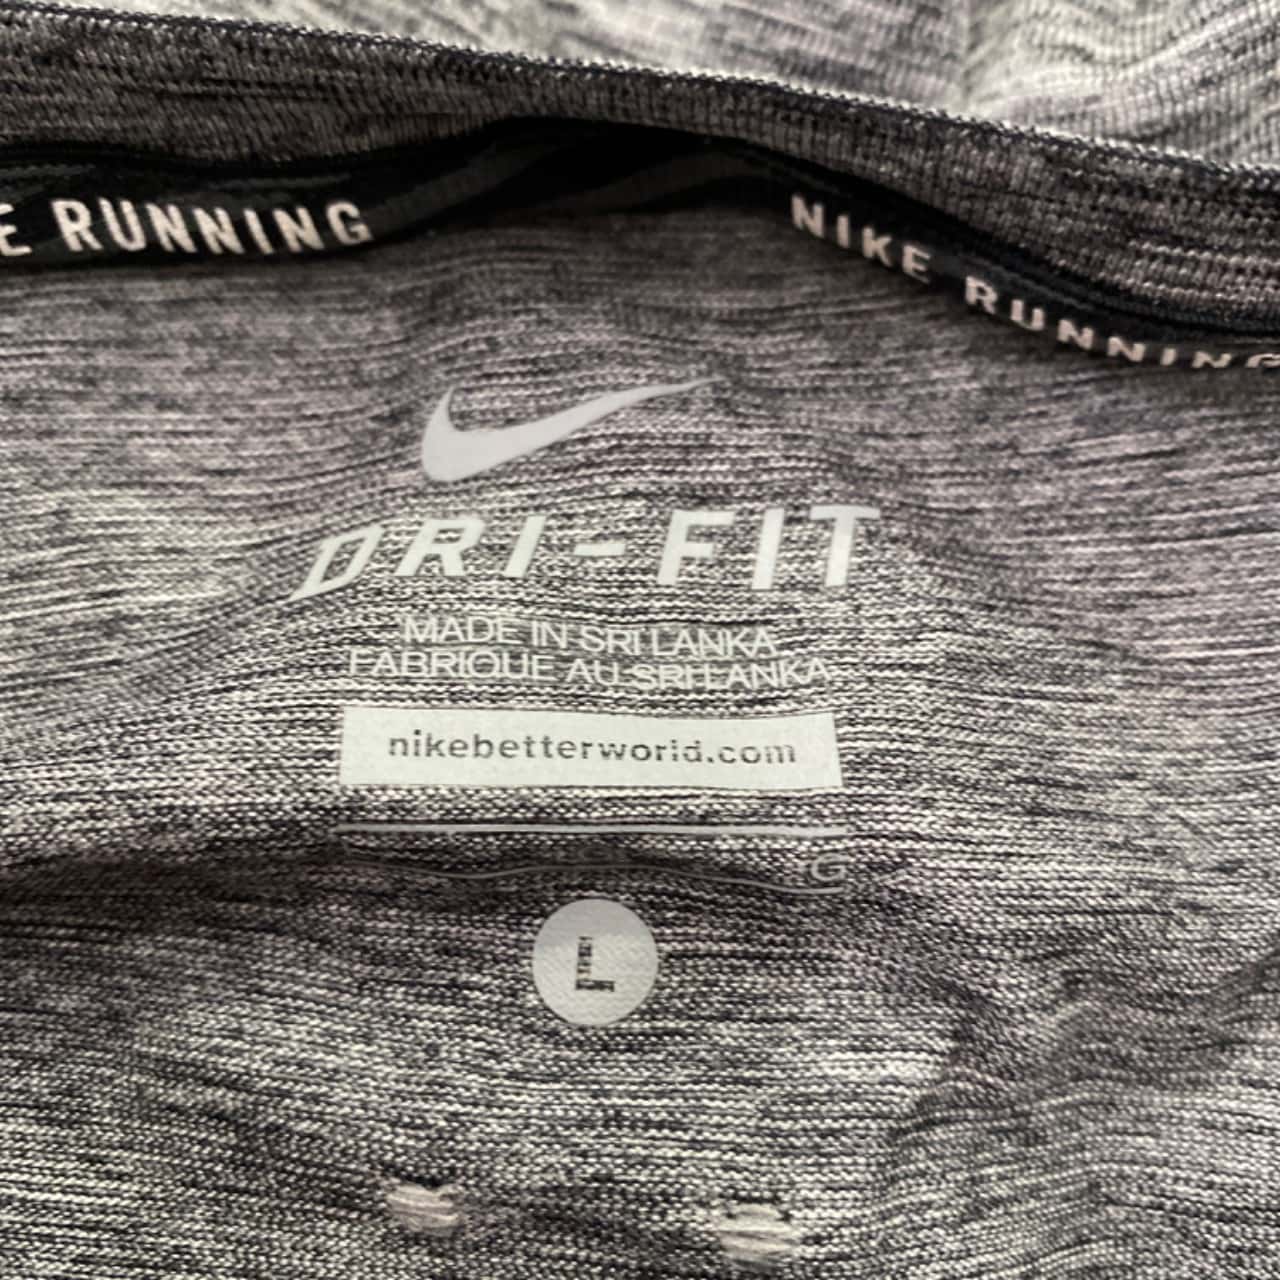 E RUNNING
NIKE RUNNING
DRI-FIT
MADE IN SRI LANKA
FABRIQUE AU SRI LANKA
nikebetterworld.com
G
L